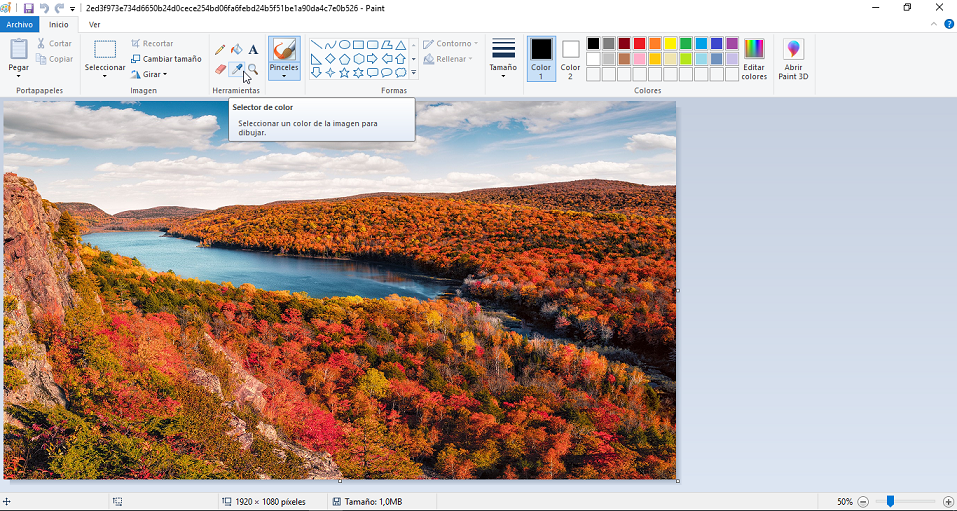 2ed3f973e734d6650b24d0cece254bd06fa6febd24b5f51be1a90da4c7e0b526 - Paint
Archivo Inicio Ver
Pegar
Cortar
Copiar
Portapapeles
Seleccionar
Recortar
Cambiar tamaño
Girar
Imagen
A
Herramientas
Pinceles
Contorno
Rellenar
Formas
Tamaño
Color
1
Color
2
Editar
colores
Colores
Abrir
Paint 3D
Selector de color
Seleccionar un color de la imagen para
dibujar.
1920 × 1080 píxeles
Tamaño: 1,0MB
50%